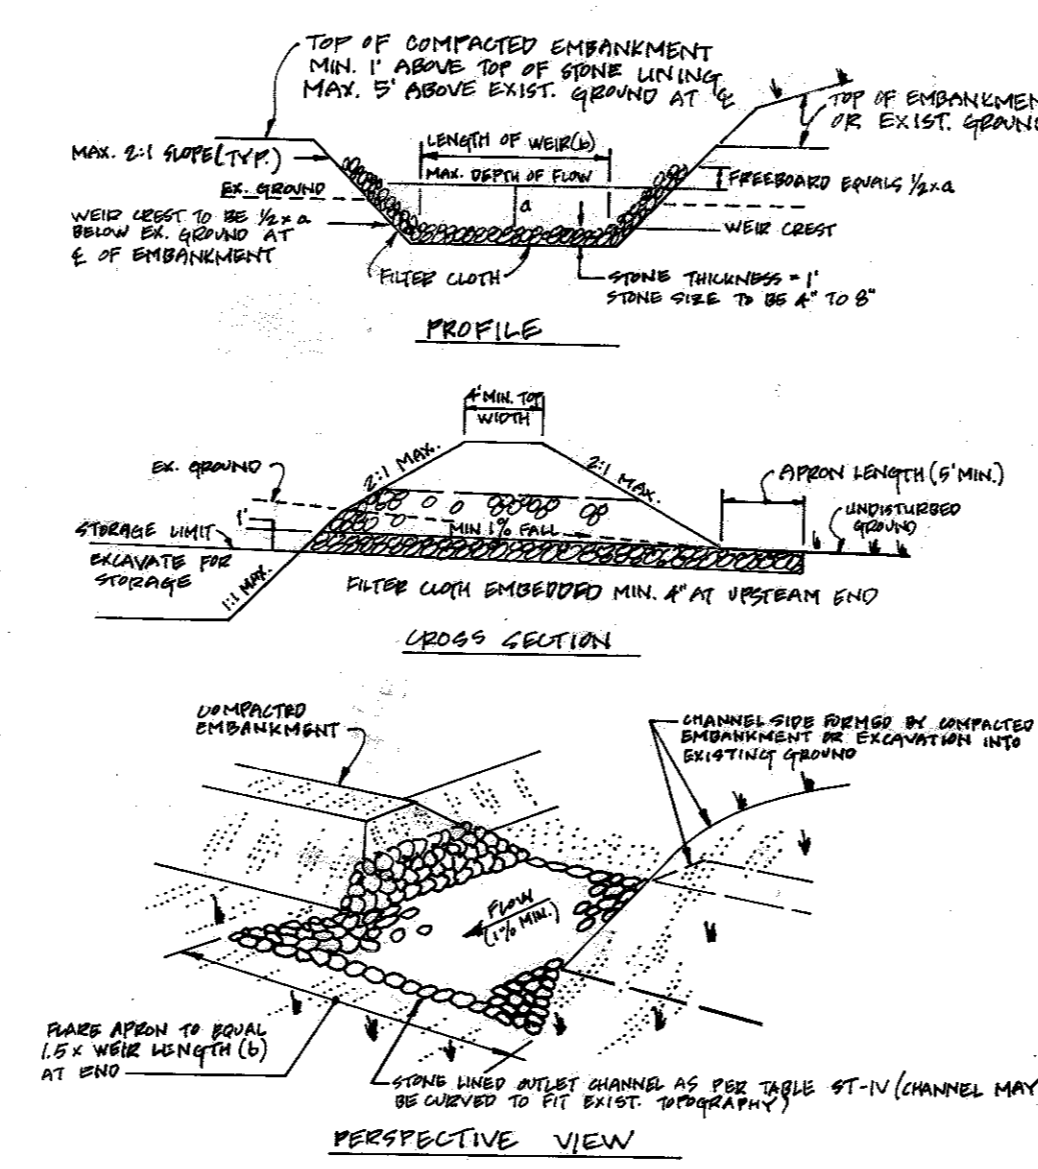 TOP OF COMPACTED EMBANKMENT
MIN. 1' ABOVE TOP OF STONE LINING
MAX. 5' ABOVE EXIST. GROUND AT ℄
TOP OF EMBANKMEN
OR EXIST. GROUN
MAX. 2:1 SLOPE (TYP.)
LENGTH OF WEIR (b)
MAX. DEPTH OF FLOW
EX. GROUND
a
FREEBOARD EQUALS 1/2 x a
WEIR CREST TO BE 1/2 x a
BELOW EX. GROUND AT
℄ OF EMBANKMENT
WEIR CREST
FILTER CLOTH
STONE THICKNESS = 1'
STONE SIZE TO BE 4" TO 8"
PROFILE
4' MIN. TOP
WIDTH
EX. GROUND
2:1 MAX.
2:1 MAX.
APRON LENGTH (5' MIN.)
1'
STORAGE LIMIT
MIN 1% FALL
UNDISTURBED
GROUND
EXCAVATE FOR
STORAGE
1:1 MAX.
FILTER CLOTH EMBEDDED MIN. 4" AT UPSTEAM END
CROSS SECTION
COMPACTED
EMBANKMENT
CHANNEL SIDE FORMED BY COMPACTED
EMBANKMENT OR EXCAVATION INTO
EXISTING GROUND
FLOW
(1% MIN.)
FLARE APRON TO EQUAL
1.5 x WEIR LENGTH (b)
AT END
STONE LINED OUTLET CHANNEL AS PER TABLE ST-IV (CHANNEL MAY
BE CURVED TO FIT EXIST. TOPOGRAPHY)
PERSPECTIVE VIEW